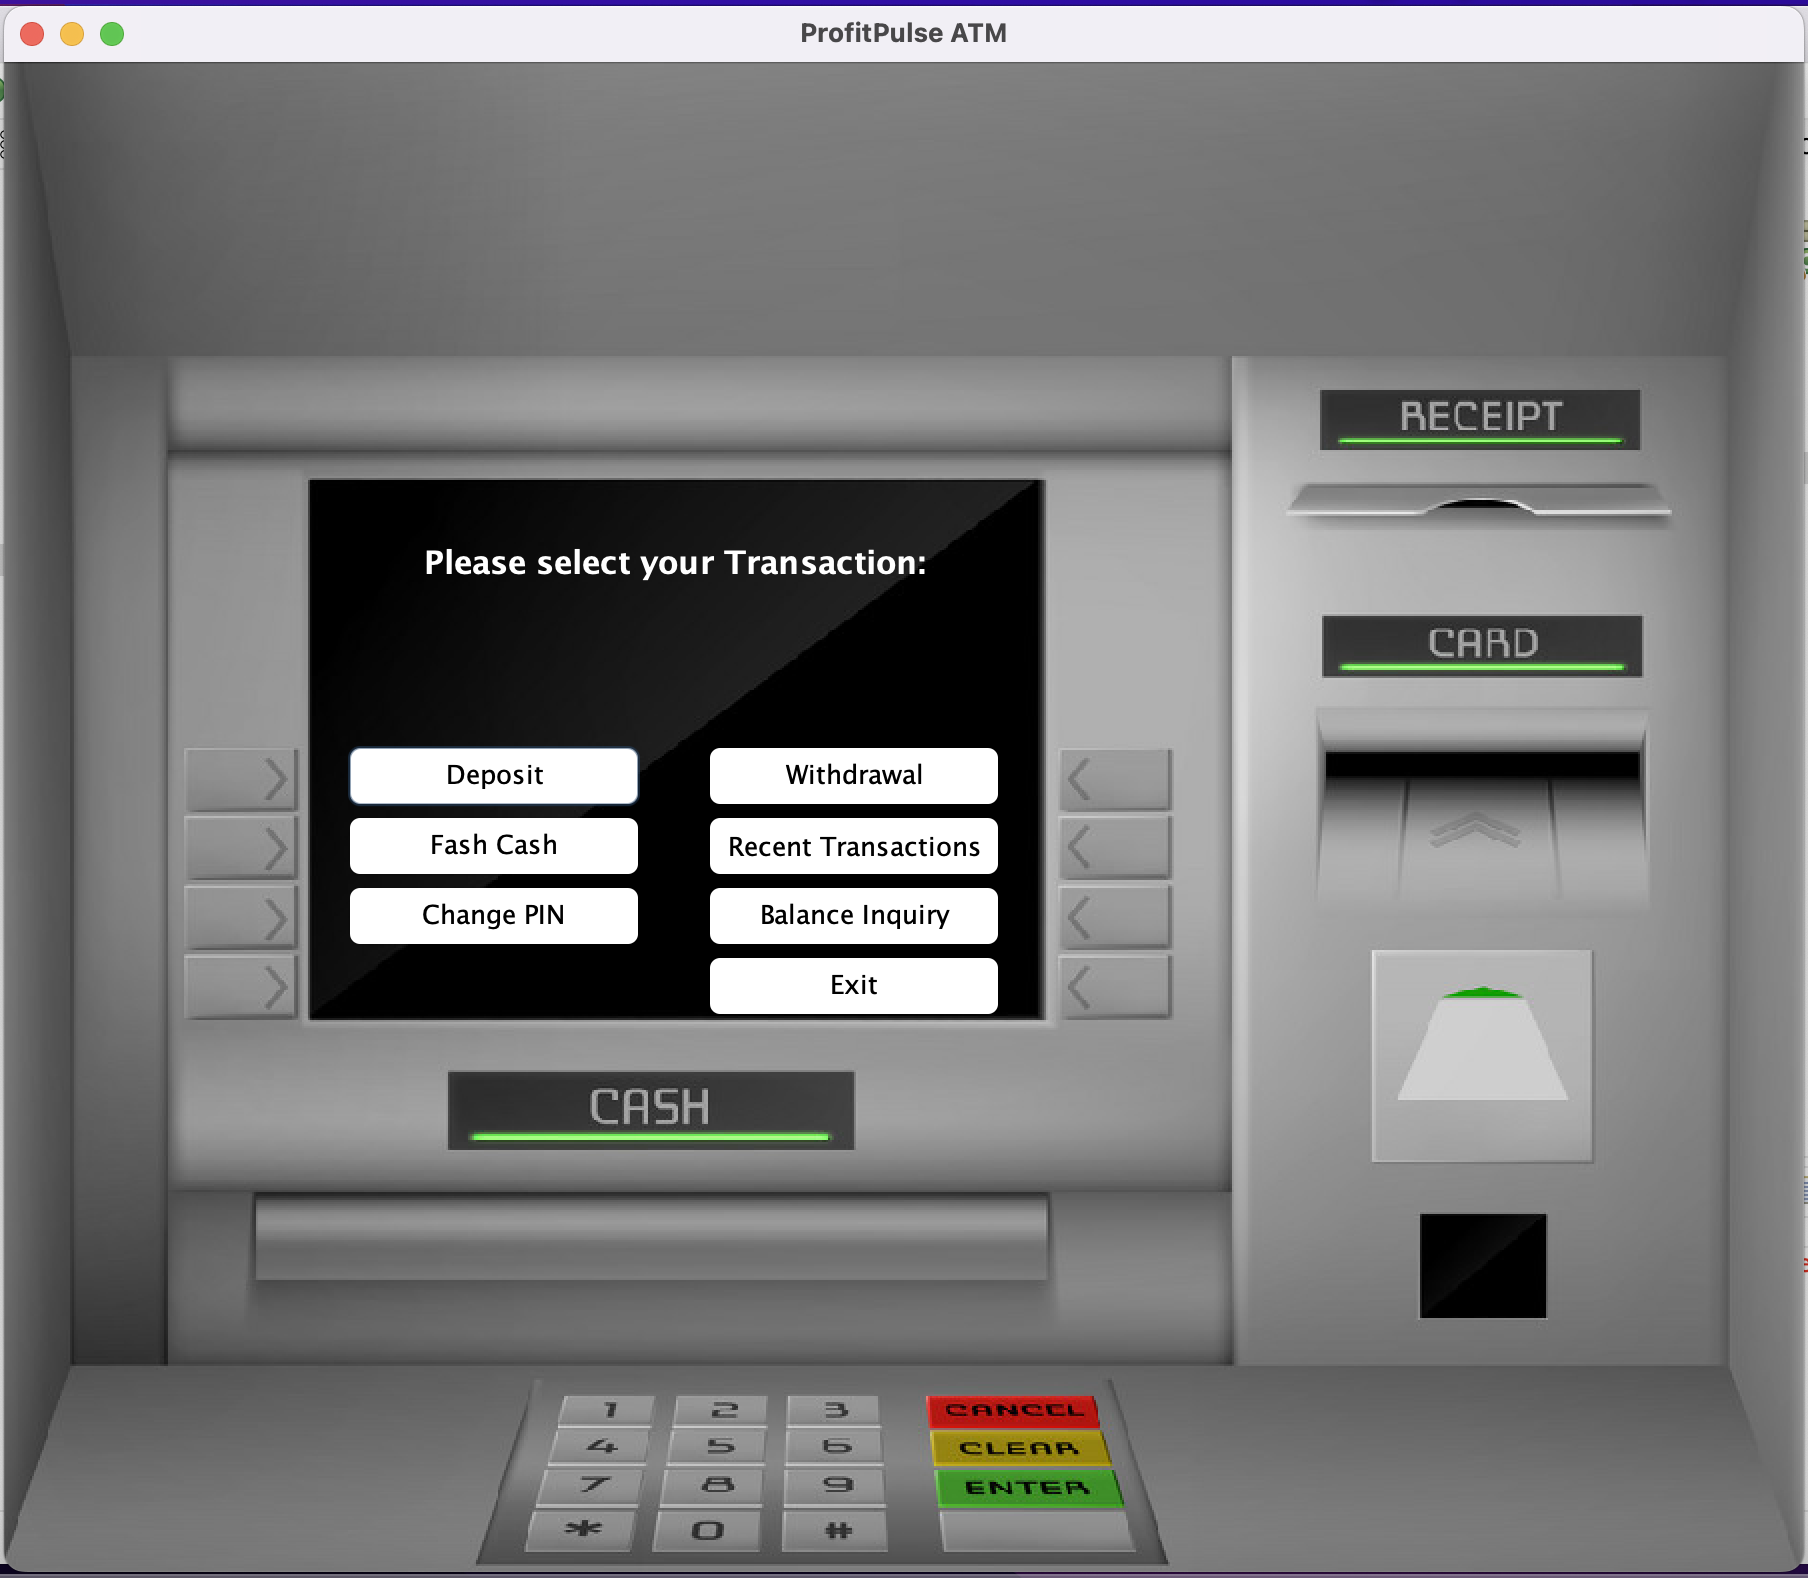 ProfitPulse ATM
RECEIPT
Please select your Transaction:
CARD
Deposit
Withdrawal
Fash Cash
Recent Transactions
Change PIN
Balance Inquiry
Exit
CASH
1 2 3 CANCEL
4 5 6 CLEAR
7 8 9 ENTER
* 0 #